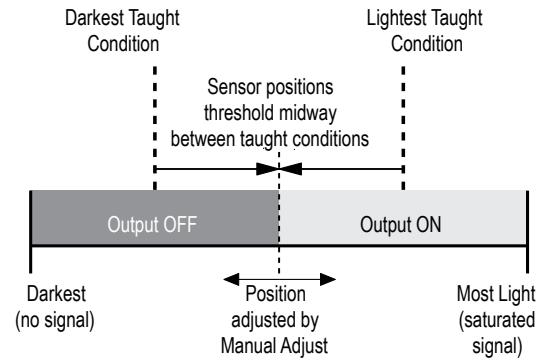 Darkest Taught
Condition
Lightest Taught
Condition
Sensor positions
threshold midway
between taught conditions
Output OFF
Output ON
Darkest
(no signal)
Position
adjusted by
Manual Adjust
Most Light
(saturated
signal)